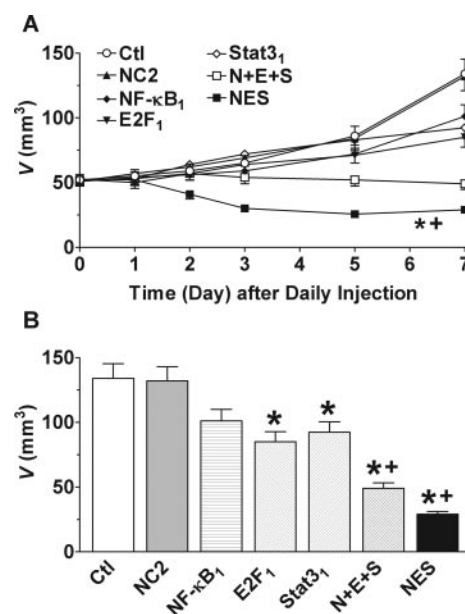 A
Ctl
NC2
NF-κB₁
E2F₁
Stat3₁
N+E+S
NES
150
100
50
0
V (mm³)
*+
0 1 2 3 4 5 6 7
Time (Day) after Daily Injection
B
150
100
50
0
V (mm³)
* * *+ *+
Ctl NC2 NF-κB₁ E2F₁ Stat3₁ N+E+S NES